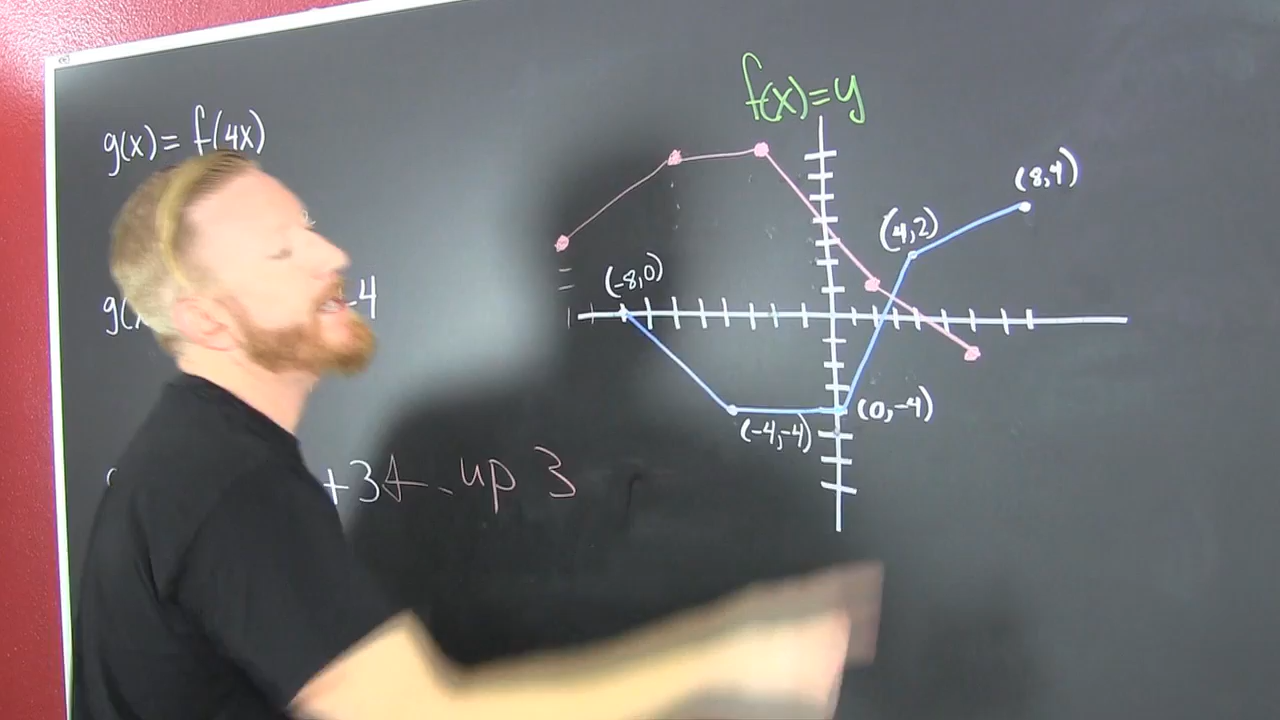 g(x) = f(4x)
f(x)=y
(8,4)
(4,2)
(-8,0)
-4
(0,-4)
(-4,-4)
+3 up 3